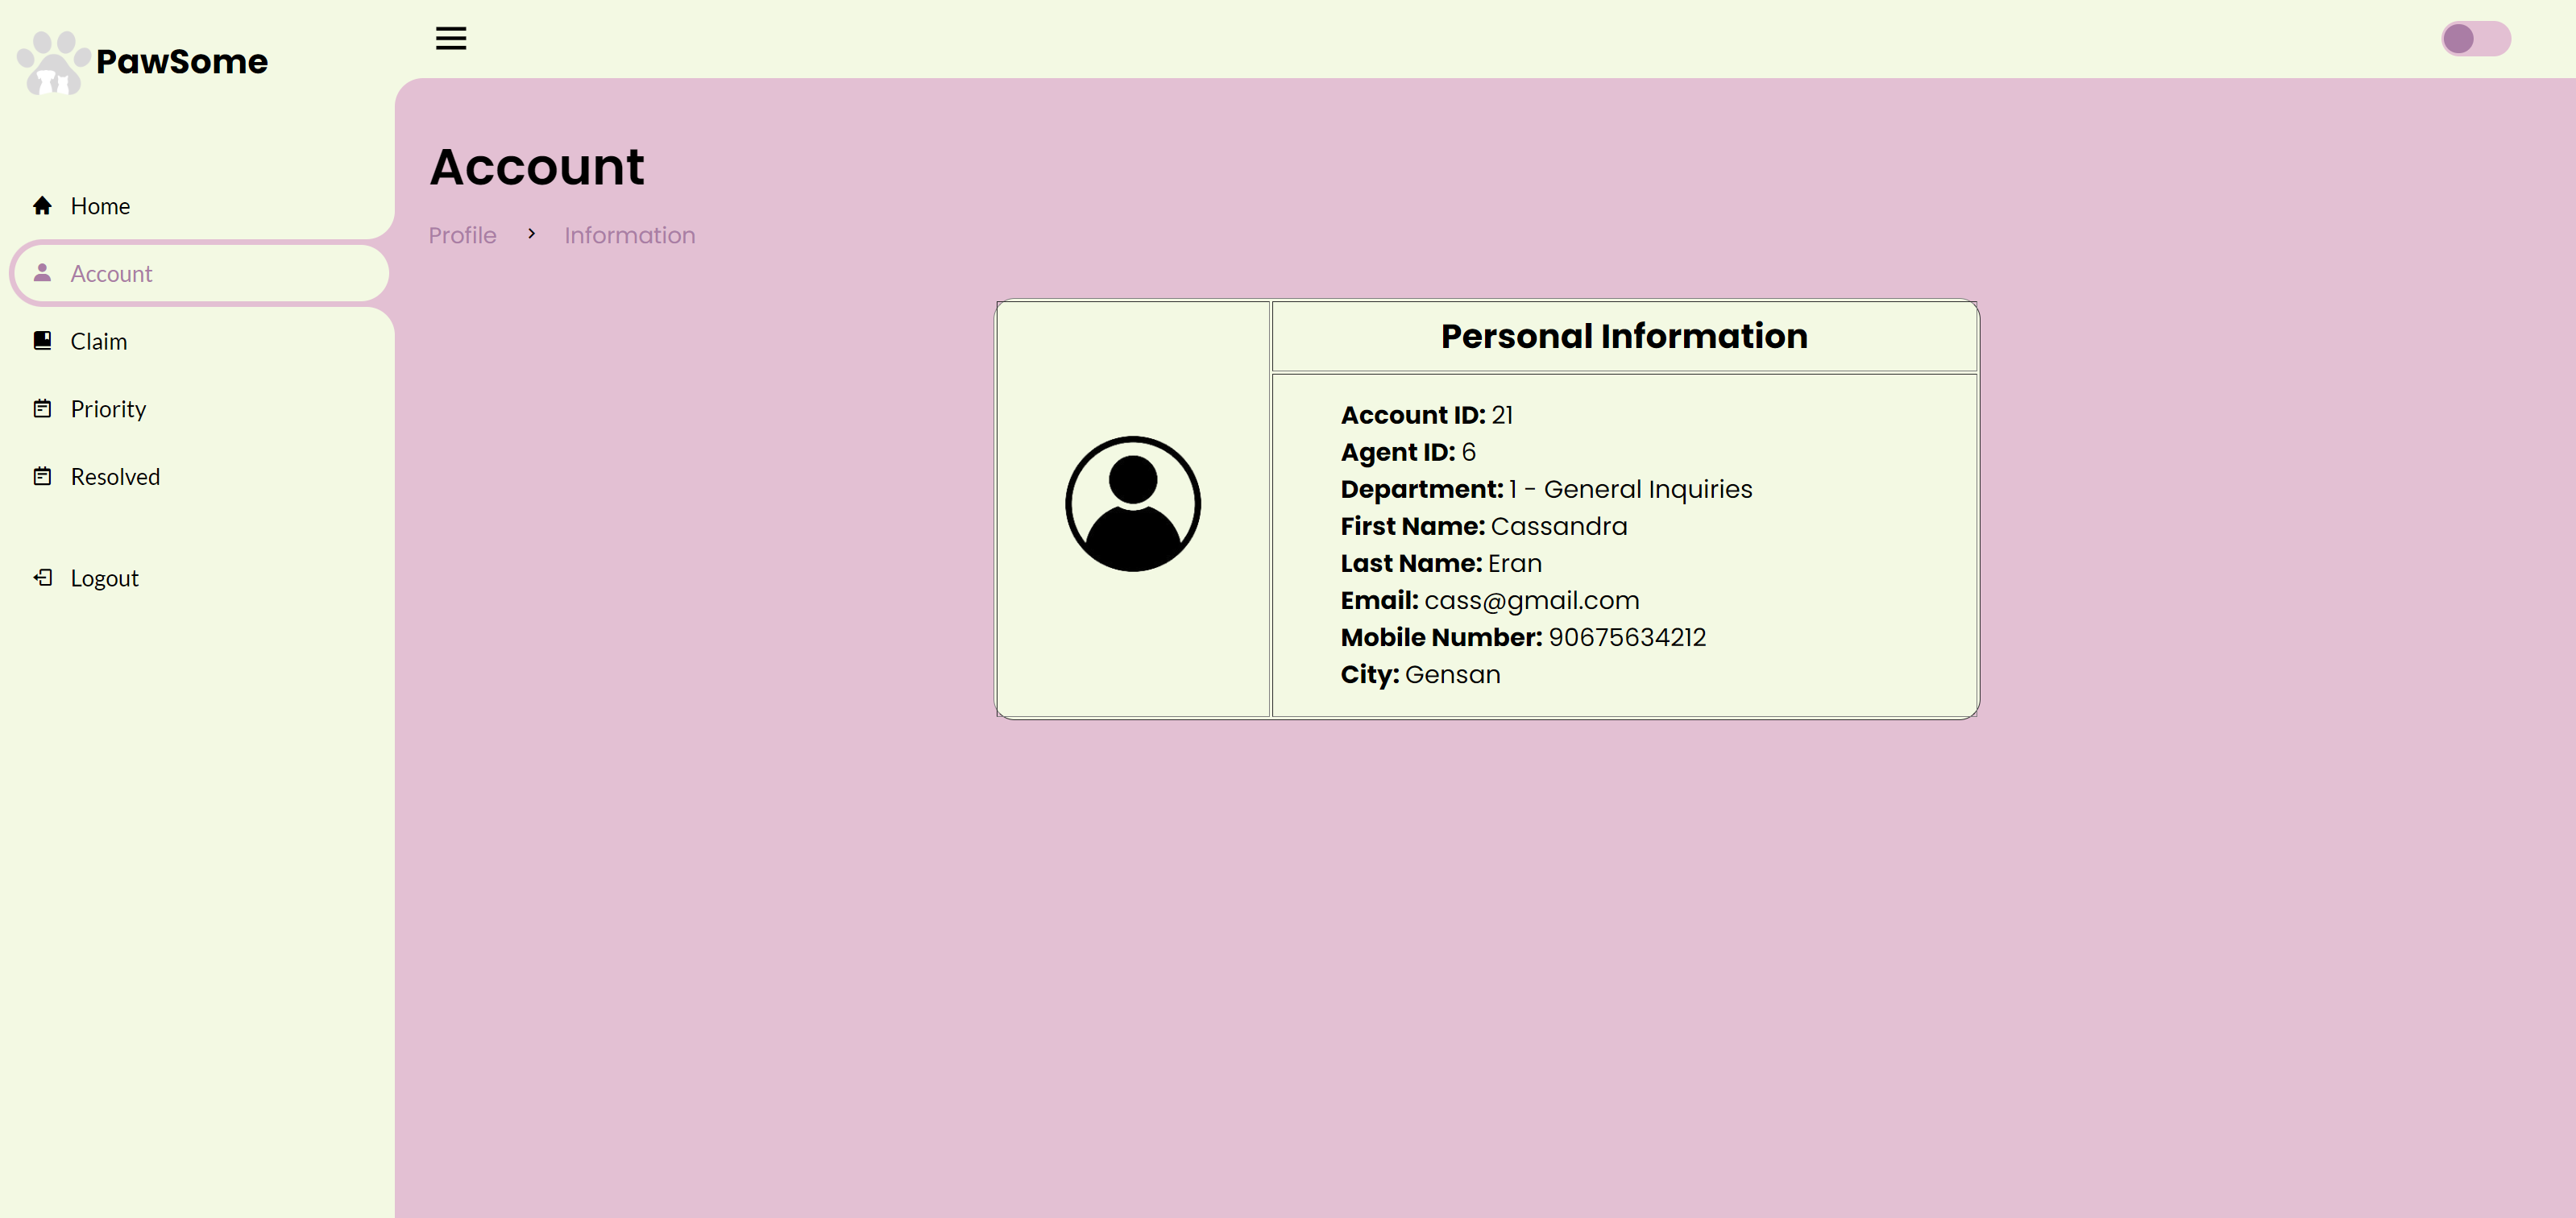 PawSome
Home
Account
Claim
Priority
Resolved
Logout
Account
Profile > Information
Personal Information
Account ID: 21
Agent ID: 6
Department: 1 - General Inquiries
First Name: Cassandra
Last Name: Eran
Email: cass@gmail.com
Mobile Number: 90675634212
City: Gensan